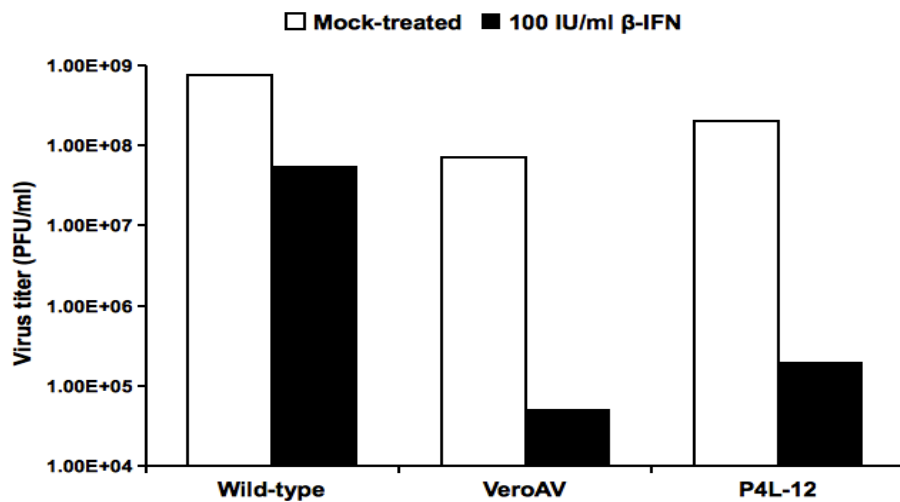 Mock-treated 100 IU/ml β-IFN
1.00E+09
1.00E+08
1.00E+07
1.00E+06
1.00E+05
1.00E+04
Virus titer (PFU/ml)
Wild-type VeroAV P4L-12